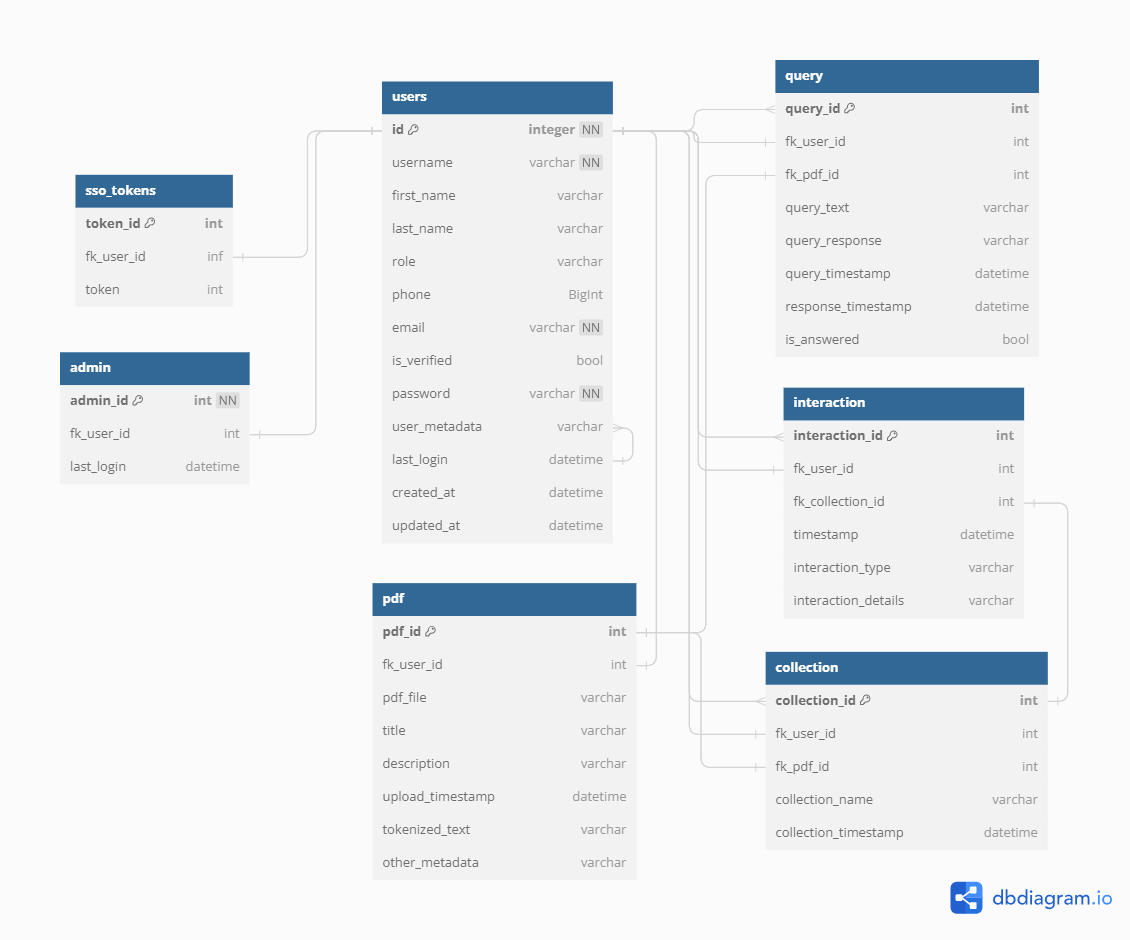 sso_tokens
token_id int
fk_user_id inf
token int
admin
admin_id int NN
fk_user_id int
last_login datetime
users
id integer NN
username varchar NN
first_name varchar
last_name varchar
role varchar
phone BigInt
email varchar NN
is_verified bool
password varchar NN
user_metadata varchar
last_login datetime
created_at datetime
updated_at datetime
pdf
pdf_id int
fk_user_id int
pdf_file varchar
title varchar
description varchar
upload_timestamp datetime
tokenized_text varchar
other_metadata varchar
query
query_id int
fk_user_id int
fk_pdf_id int
query_text varchar
query_response varchar
query_timestamp datetime
response_timestamp datetime
is_answered bool
interaction
interaction_id int
fk_user_id int
fk_collection_id int
timestamp datetime
interaction_type varchar
interaction_details varchar
collection
collection_id int
fk_user_id int
fk_pdf_id int
collection_name varchar
collection_timestamp datetime
dbdiagram.io